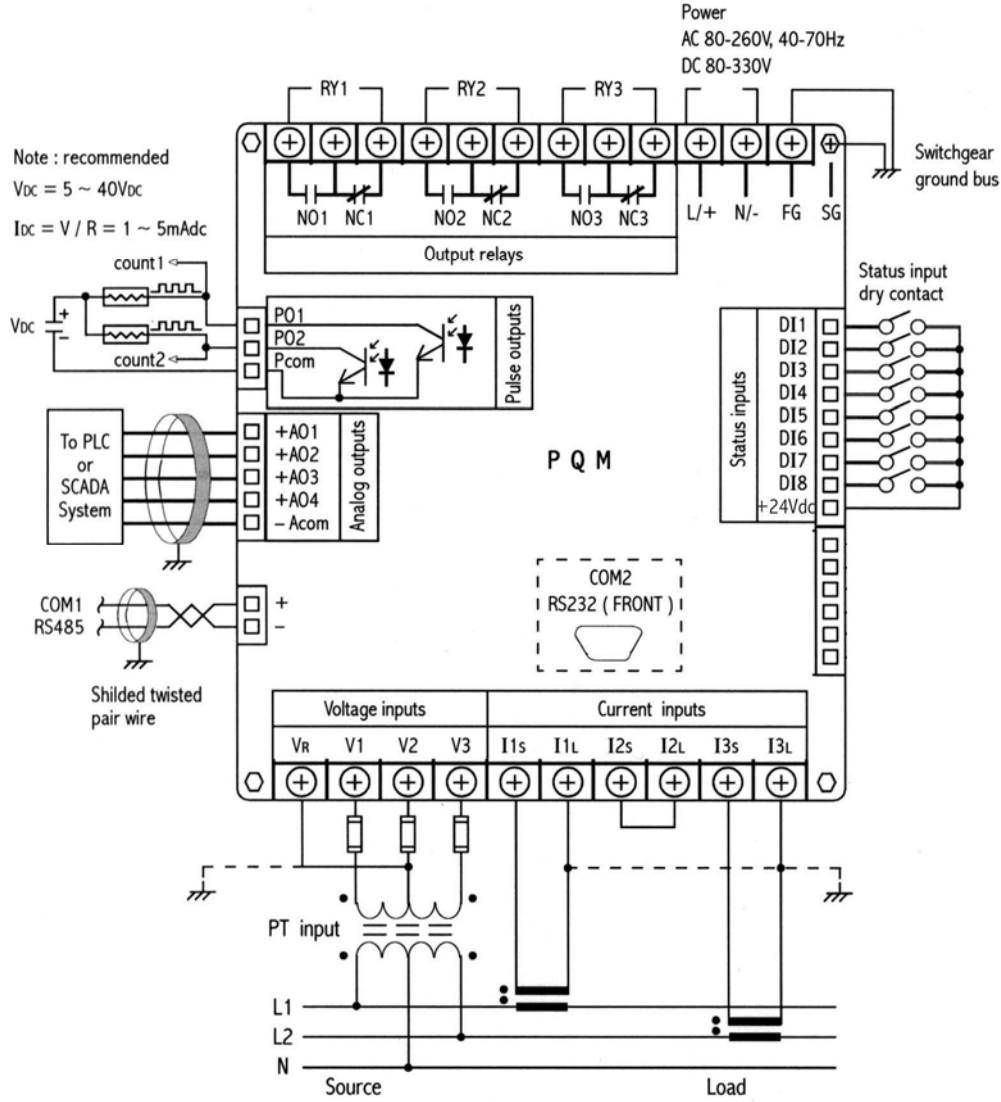 Power
AC 80-260V, 40-70Hz
DC 80-330V
RY1
RY2
RY3
Note : recommended
VDC = 5 ~ 40VDC
IDC = V / R = 1 ~ 5mAdc
Switchgear
ground bus
NO1
NC1
NO2
NC2
NO3
NC3
L/+
N/-
FG
SG
Output relays
count1
VDC
+
−
count2
PO1
PO2
Pcom
Pulse outputs
Status input
dry contact
Status inputs
DI1
DI2
DI3
DI4
DI5
DI6
DI7
DI8
+24Vdc
To PLC
or
SCADA
System
+AO1
+AO2
+AO3
+AO4
− Acom
Analog outputs
P Q M
COM2
RS232 ( FRONT )
COM1
RS485
+
−
Shilded twisted
pair wire
Voltage inputs
Current inputs
VR
V1
V2
V3
I1S
I1L
I2S
I2L
I3S
I3L
PT input
L1
L2
N
Source
Load